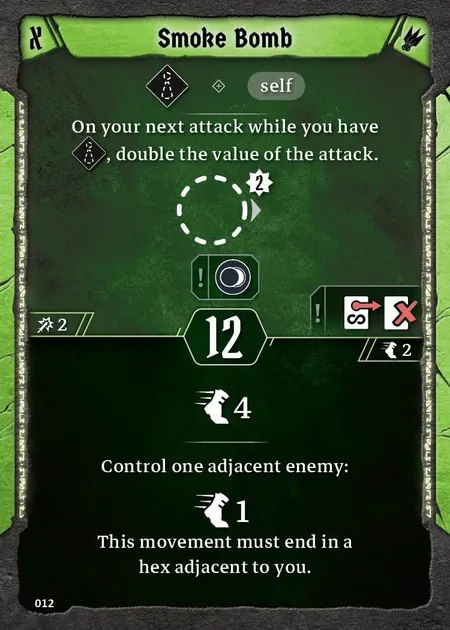 Smoke Bomb
self
On your next attack while you have
, double the value of the attack.
2
!
!
2
12
2
4
Control one adjacent enemy:
1
This movement must end in a
hex adjacent to you.
012